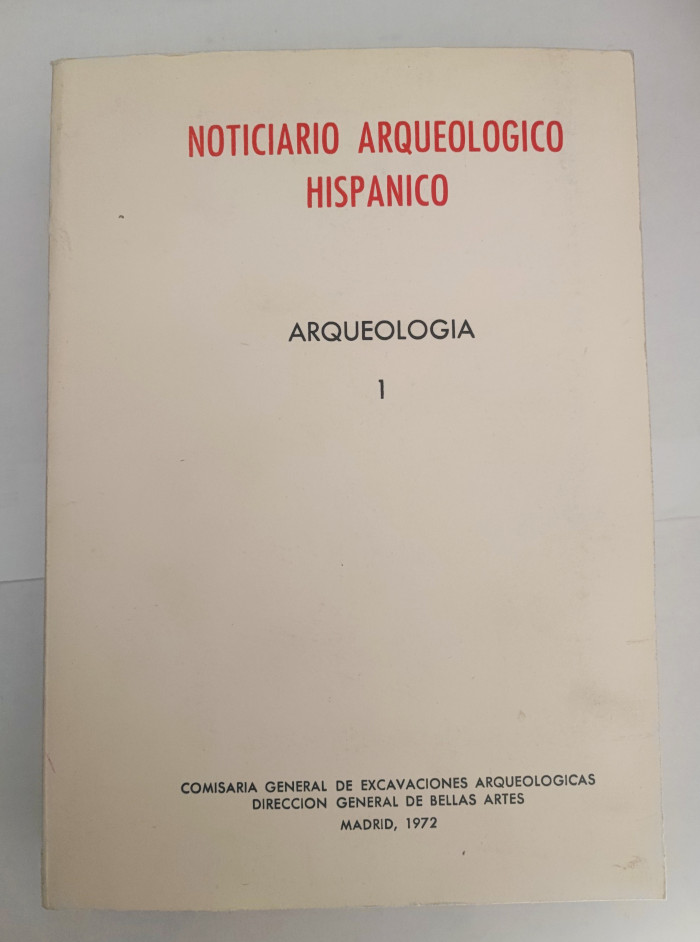 NOTICIARIO ARQUEOLOGICO
HISPANICO
ARQUEOLOGIA
1
COMISARIA GENERAL DE EXCAVACIONES ARQUEOLOGICAS
DIRECCION GENERAL DE BELLAS ARTES
MADRID, 1972